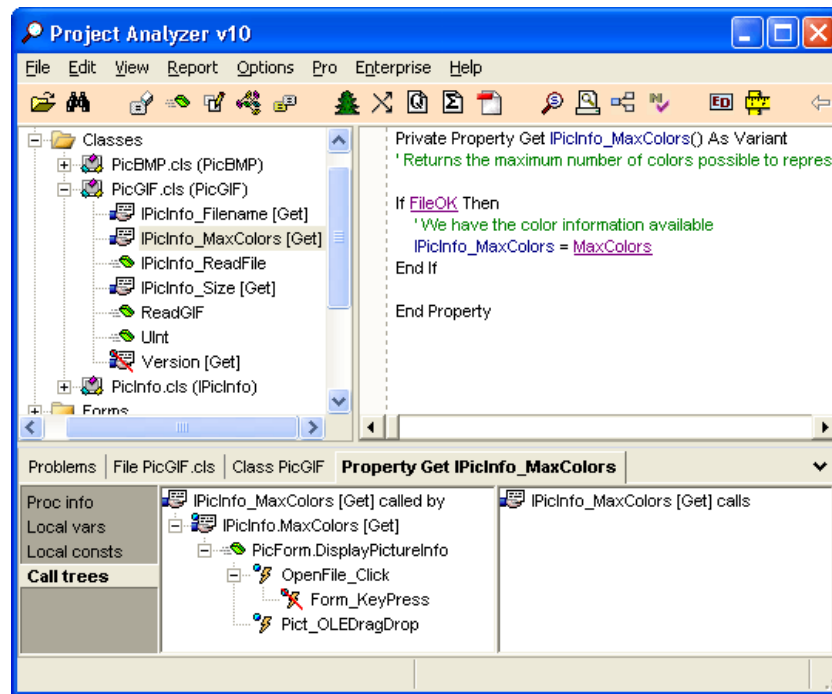 Project Analyzer v10
File Edit View Report Options Pro Enterprise Help
Classes
PicBMP.cls (PicBMP)
PicGIF.cls (PicGIF)
IPicInfo_Filename [Get]
IPicInfo_MaxColors [Get]
IPicInfo_ReadFile
IPicInfo_Size [Get]
ReadGIF
UInt
Version [Get]
PicInfo.cls (IPicInfo)
Forms
Private Property Get IPicInfo_MaxColors() As Variant
' Returns the maximum number of colors possible to repres
If FileOK Then
' We have the color information available
IPicInfo_MaxColors = MaxColors
End If
End Property
Problems File PicGIF.cls Class PicGIF Property Get IPicInfo_MaxColors
Proc info
Local vars
Local consts
Call trees
IPicInfo_MaxColors [Get] called by
IPicInfo.MaxColors [Get]
PicForm.DisplayPictureInfo
OpenFile_Click
Form_KeyPress
Pict_OLEDragDrop
IPicInfo_MaxColors [Get] calls